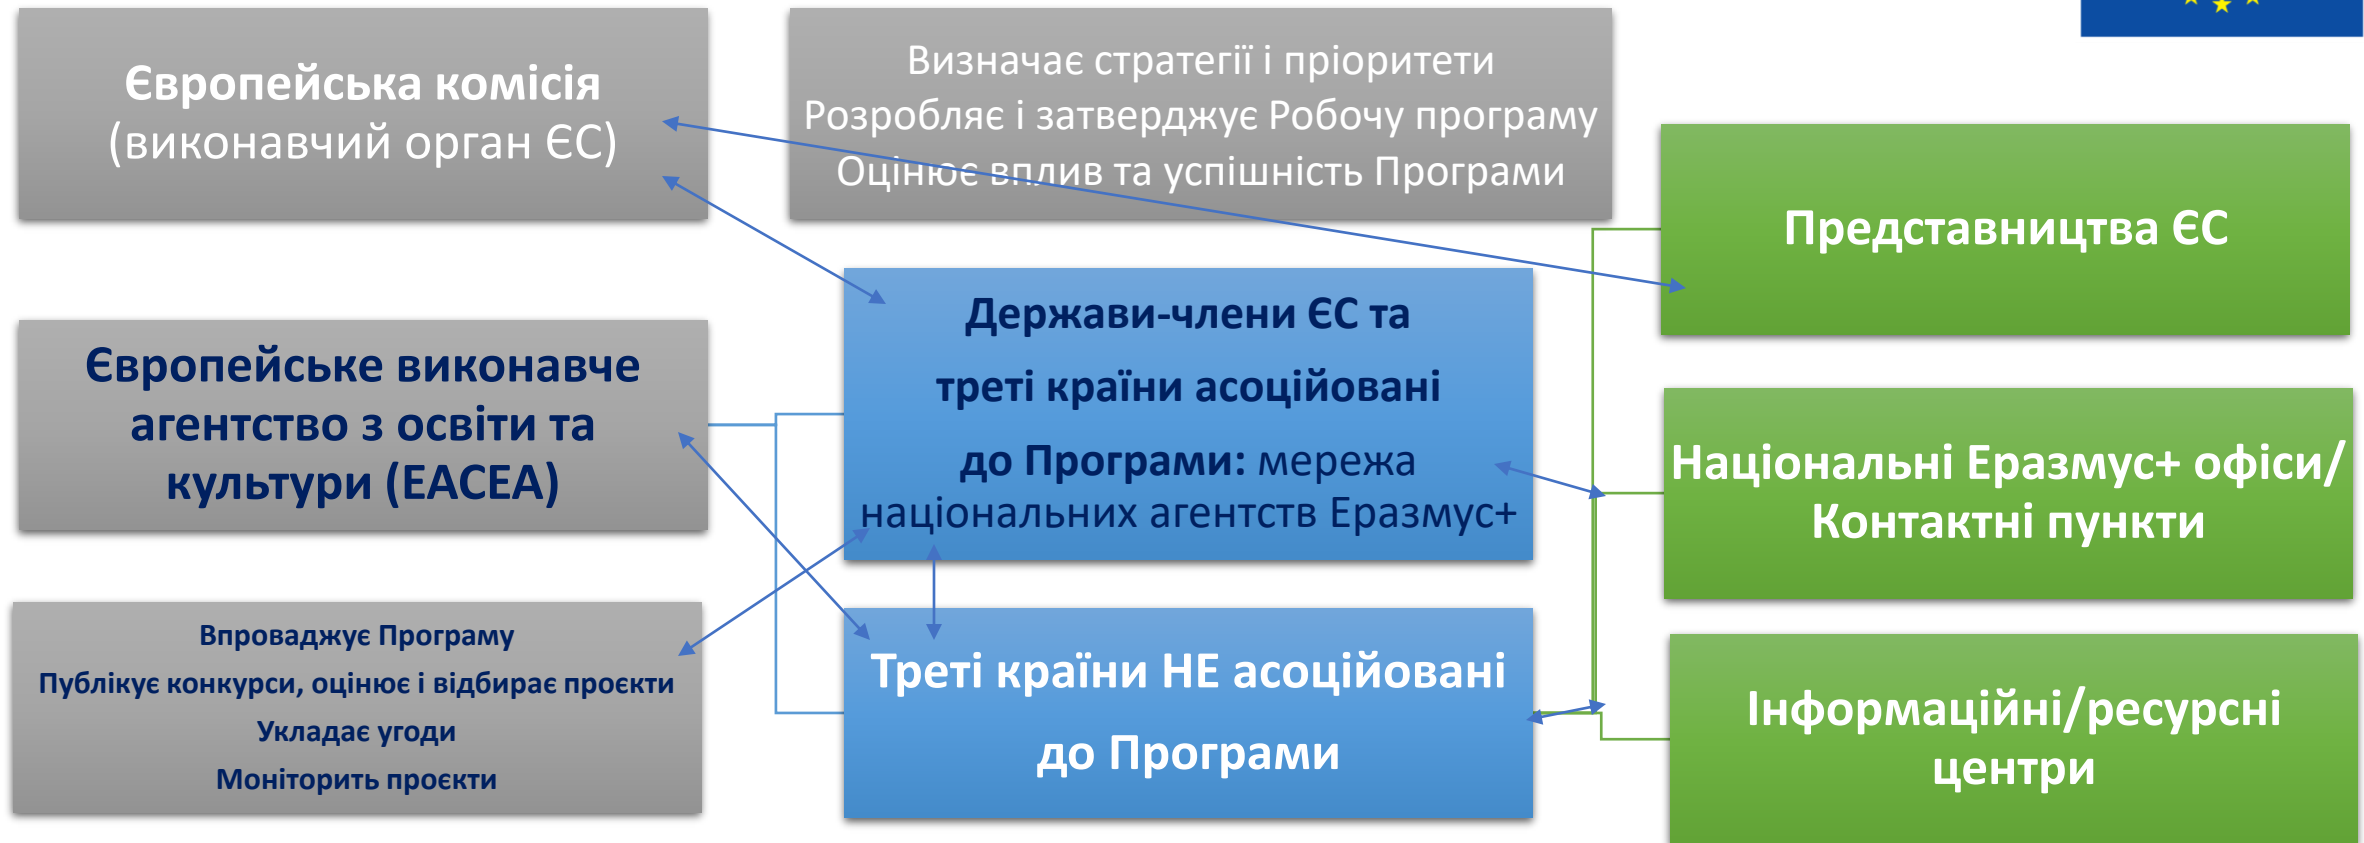 Європейська комісія
(виконавчий орган ЄС)
Визначає стратегії і пріоритети
Розробляє і затверджує Робочу програму
Оцінює вплив та успішність Програми
Представництва ЄС
Європейське виконавче
агентство з освіти та
культури (EACEA)
Держави-члени ЄС та
треті країни асоційовані
до Програми: мережа
національних агентств Еразмус+
Національні Еразмус+ офіси/
Контактні пункти
Впроваджує Програму
Публікує конкурси, оцінює і відбирає проєкти
Укладає угоди
Моніторить проєкти
Треті країни НЕ асоційовані
до Програми
Інформаційні/ресурсні
центри